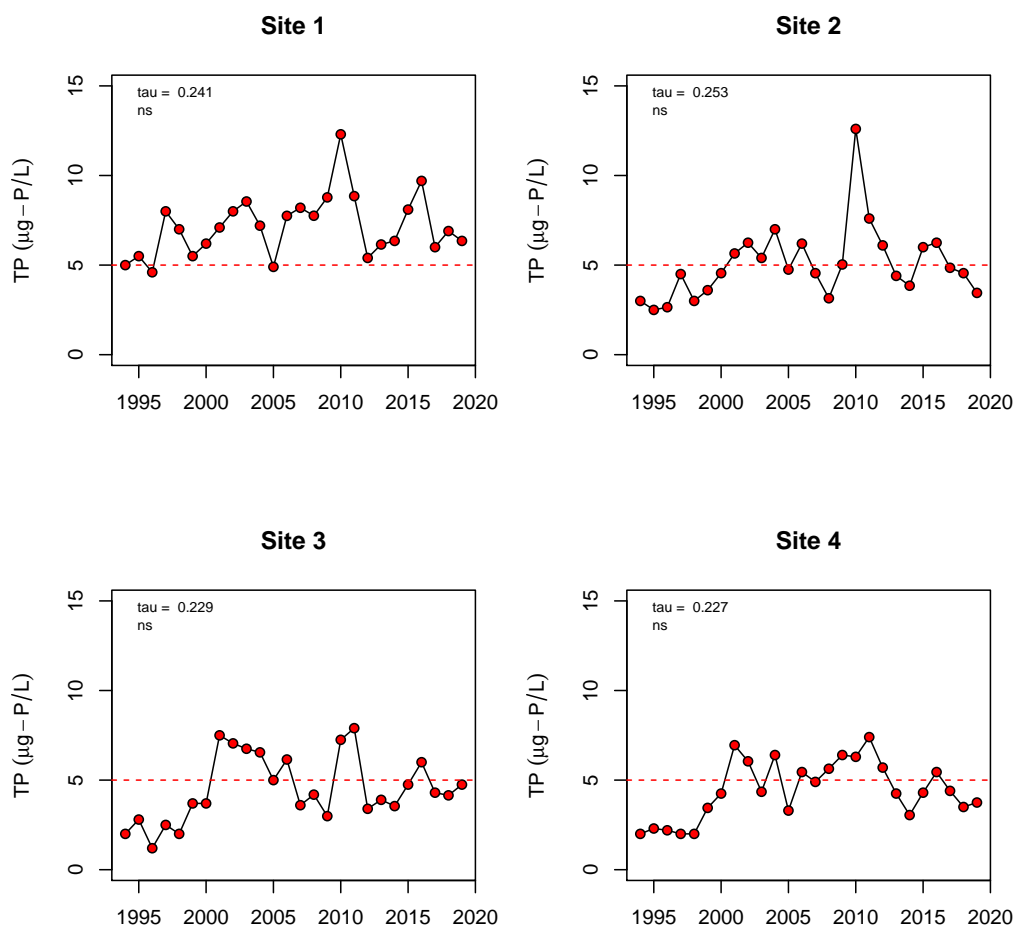 Site 1
tau = 0.241
ns
TP (μg−P/L)
15
10
5
0
1995 2000 2005 2010 2015 2020
Site 2
tau = 0.253
ns
TP (μg−P/L)
15
10
5
0
1995 2000 2005 2010 2015 2020
Site 3
tau = 0.229
ns
TP (μg−P/L)
15
10
5
0
1995 2000 2005 2010 2015 2020
Site 4
tau = 0.227
ns
TP (μg−P/L)
15
10
5
0
1995 2000 2005 2010 2015 2020